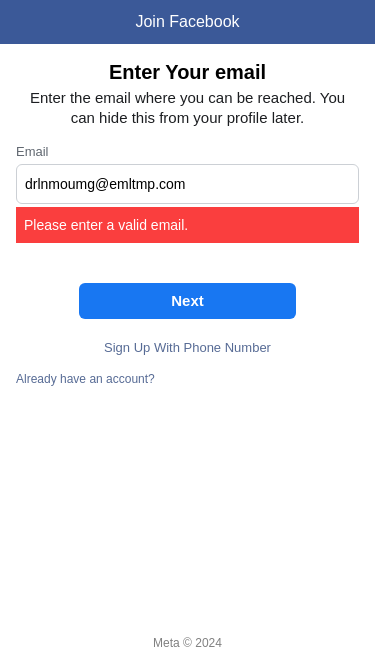 Join Facebook
Enter Your email
Enter the email where you can be reached. You
can hide this from your profile later.
Email
drlnmoumg@emltmp.com
Please enter a valid email.
Next
Sign Up With Phone Number
Already have an account?
Meta © 2024